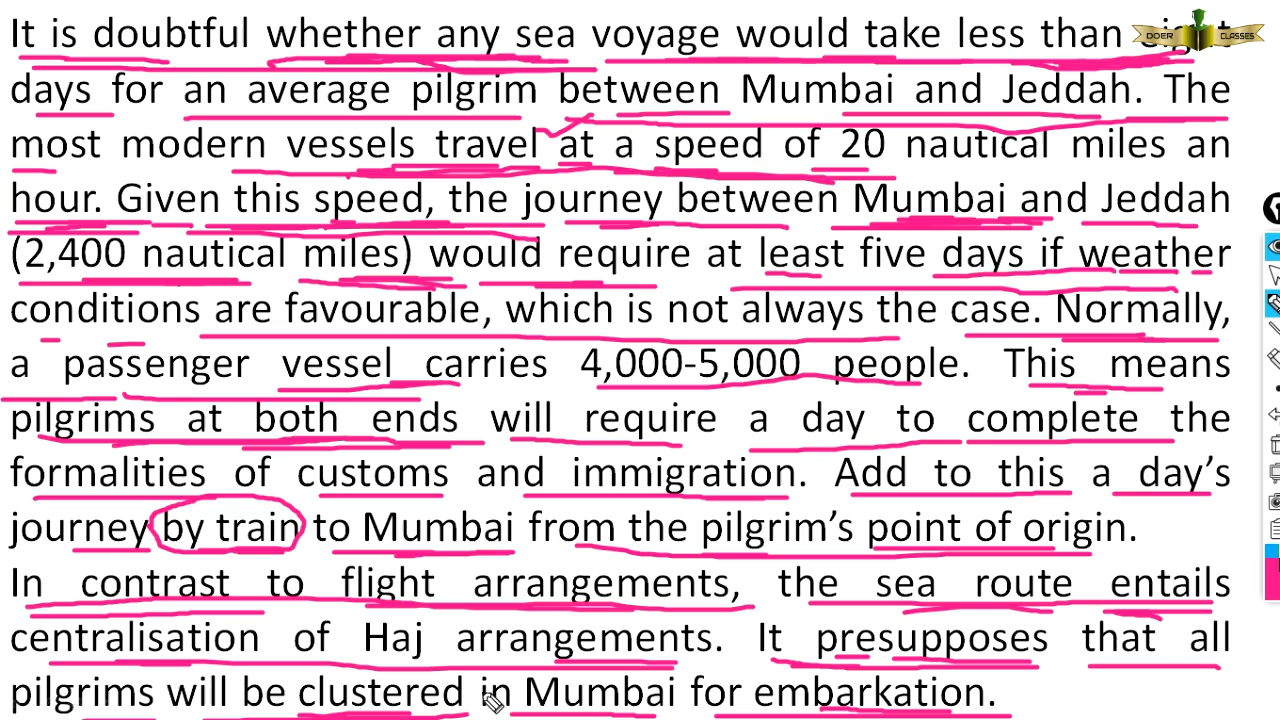 It is doubtful whether any sea voyage would take less than eight
days for an average pilgrim between Mumbai and Jeddah. The
most modern vessels travel at a speed of 20 nautical miles an
hour. Given this speed, the journey between Mumbai and Jeddah
(2,400 nautical miles) would require at least five days if weather
conditions are favourable, which is not always the case. Normally,
a passenger vessel carries 4,000-5,000 people. This means
pilgrims at both ends will require a day to complete the
formalities of customs and immigration. Add to this a day’s
journey by train to Mumbai from the pilgrim’s point of origin.
In contrast to flight arrangements, the sea route entails
centralisation of Haj arrangements. It presupposes that all
pilgrims will be clustered in Mumbai for embarkation.
DOER CLASSES